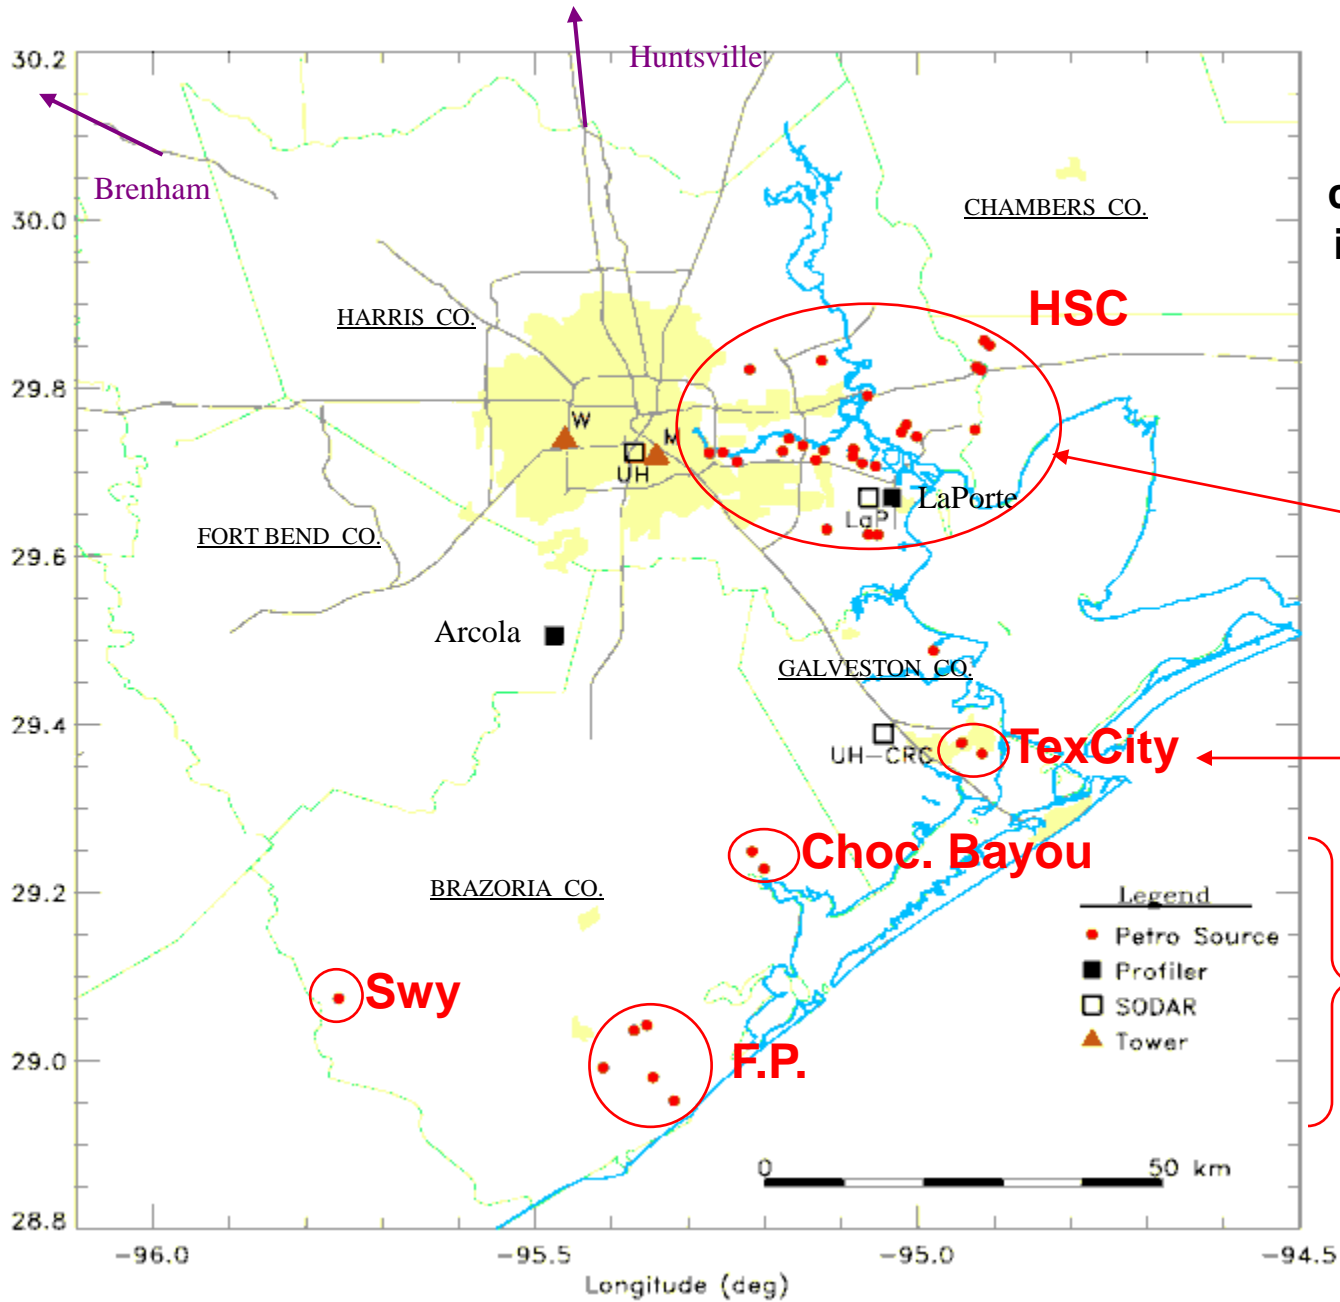 Huntsville
30.2
Brenham
CHAMBERS CO.
30.0
HSC
HARRIS CO.
29.8
W
M
UH
LaPorte
LaP
FORT BEND CO.
29.6
Arcola
GALVESTON CO.
29.4
UH-CRC
TexCity
Choc. Bayou
29.2
BRAZORIA CO.
Legend
Petro Source
Profiler
SODAR
Tower
Swy
29.0
F.P.
0
50 km
28.8
-96.0
-95.5
-95.0
-94.5
Longitude (deg)